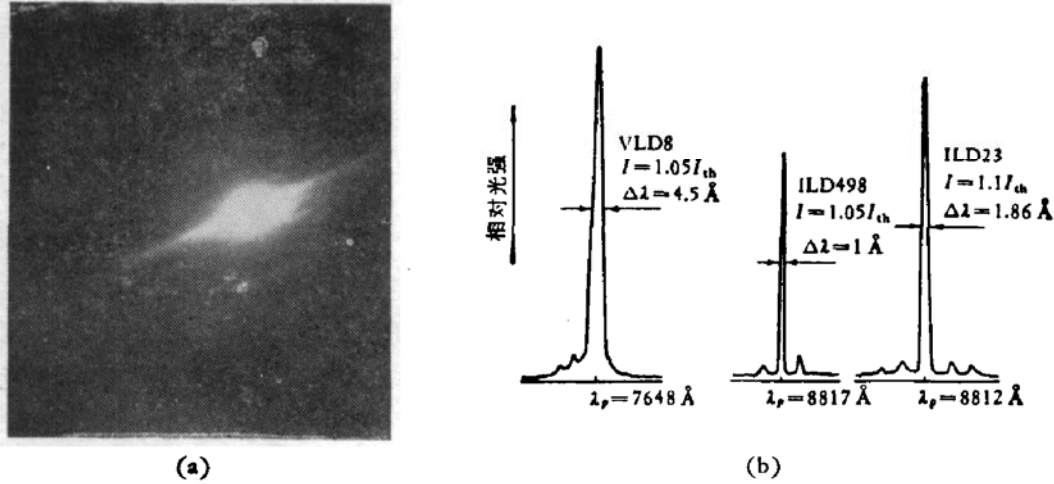 相对光强
VLD8
I=1.05I_th
Δλ=4.5 Å
ILD498
I=1.05I_th
Δλ=1 Å
ILD23
I=1.1I_th
Δλ=1.86 Å
λ_p=7648 Å
λ_p=8817 Å
λ_p=8812 Å
(a)
(b)